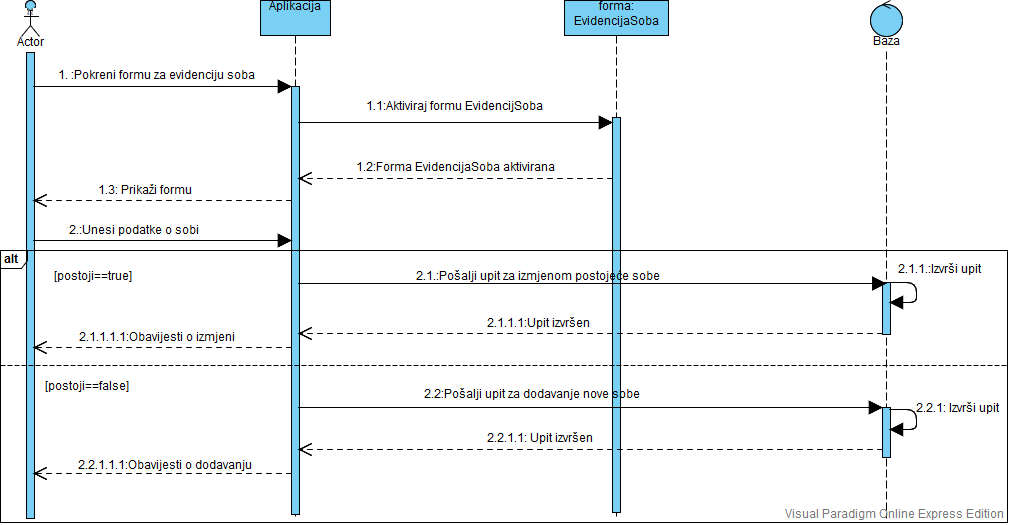 Aplikacija
forma:
EvidencijaSoba
Actor
Baza
1. :Pokreni formu za evidenciju soba
1.1:Aktiviraj formu EvidencijSoba
1.2:Forma EvidencijaSoba aktivirana
1.3: Prikaži formu
2.:Unesi podatke o sobi
alt
[postoji==true]
2.1.:Pošalji upit za izmjenom postojeće sobe
2.1.1.:Izvrši upit
2.1.1.1:Upit izvršen
2.1.1.1.1:Obavijesti o izmjeni
[postoji==false]
2.2:Pošalji upit za dodavanje nove sobe
2.2.1: Izvrši upit
2.2.1.1: Upit izvršen
2.2.1.1.1:Obavijesti o dodavanju
Visual Paradigm Online Express Edition